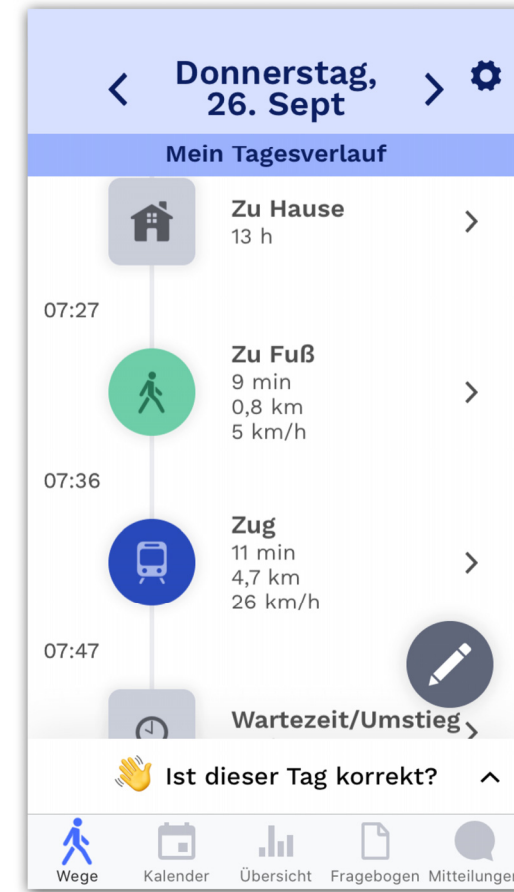 Donnerstag,
26. Sept
Mein Tagesverlauf
Zu Hause
13 h
07:27
Zu Fuß
9 min
0,8 km
5 km/h
07:36
Zug
11 min
4,7 km
26 km/h
07:47
Wartezeit/Umstieg
Ist dieser Tag korrekt?
Wege Kalender Übersicht Fragebogen Mitteilunge